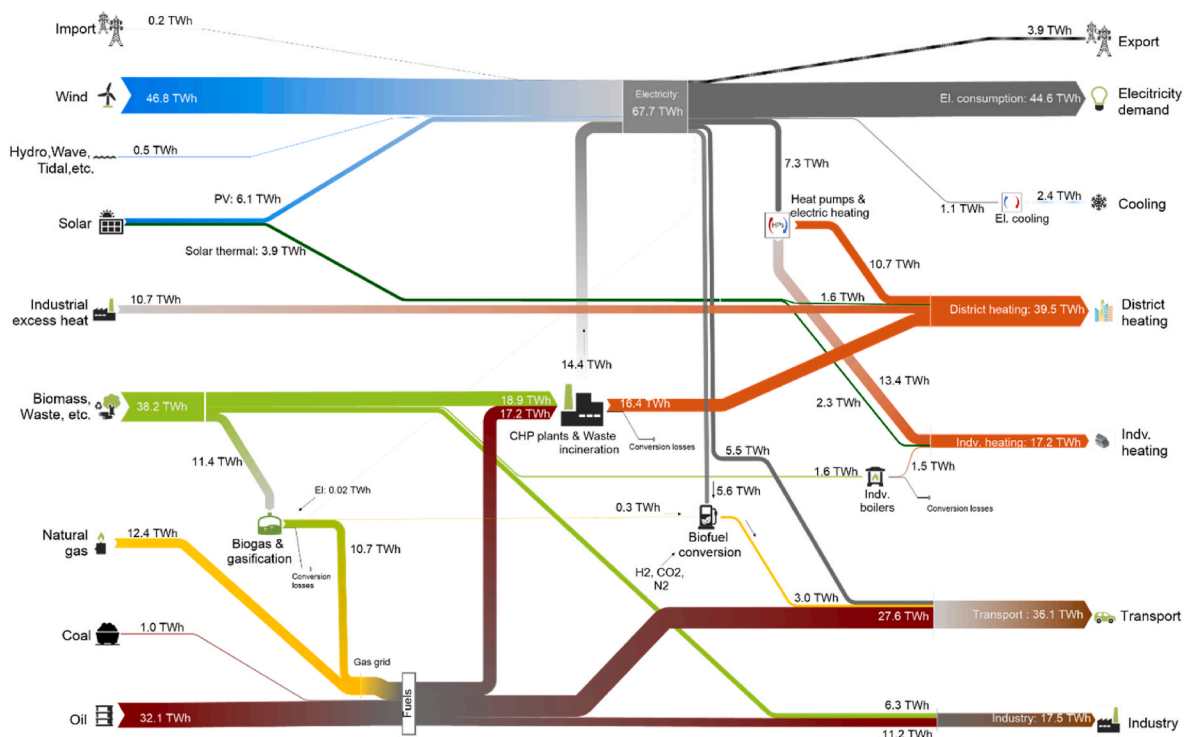 Import
0.2 TWh
3.9 TWh
Export
Wind
46.8 TWh
Electricity:
67.7 TWh
El. consumption: 44.6 TWh
Elecitricity
demand
Hydro,Wave,
Tidal,etc.
0.5 TWh
7.3 TWh
PV: 6.1 TWh
Heat pumps &
electric heating
HPs
1.1 TWh
El. cooling
2.4 TWh
Cooling
Solar
Solar thermal: 3.9 TWh
10.7 TWh
Industrial
excess heat
10.7 TWh
1.6 TWh
District heating: 39.5 TWh
District
heating
14.4 TWh
13.4 TWh
2.3 TWh
Biomass,
Waste, etc.
38.2 TWh
18.9 TWh
17.2 TWh
16.4 TWh
CHP plants & Waste
incineration
Conversion losses
Indv. heating: 17.2 TWh
Indv.
heating
11.4 TWh
5.5 TWh
1.6 TWh
1.5 TWh
Indv.
boilers
Conversion losses
El: 0.02 TWh
5.6 TWh
0.3 TWh
Natural
gas
12.4 TWh
Biogas &
gasification
10.7 TWh
Biofuel
conversion
Conversion
losses
H2, CO2,
N2
3.0 TWh
27.6 TWh
Transport : 36.1 TWh
Transport
Coal
1.0 TWh
Gas grid
Fuels
Oil
32.1 TWh
6.3 TWh
11.2 TWh
Industry: 17.5 TWh
Industry